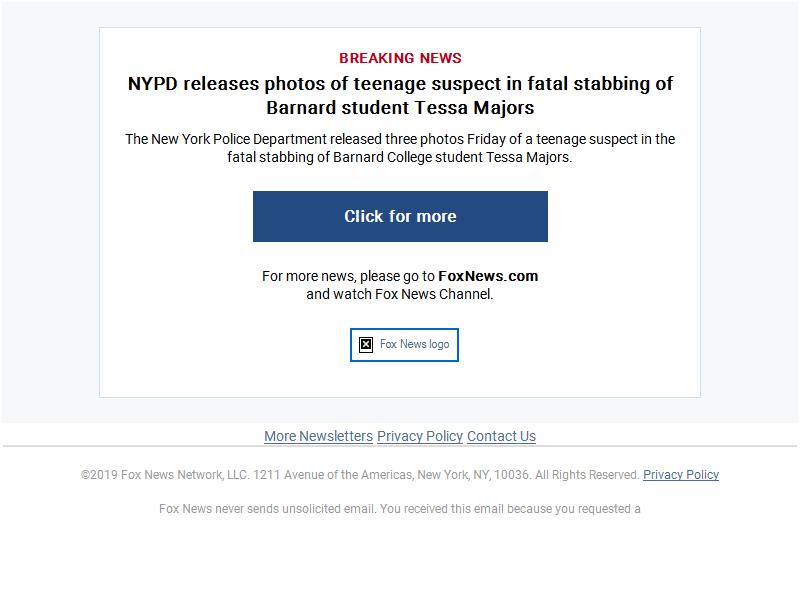 BREAKING NEWS
NYPD releases photos of teenage suspect in fatal stabbing of
Barnard student Tessa Majors
The New York Police Department released three photos Friday of a teenage suspect in the
fatal stabbing of Barnard College student Tessa Majors.
Click for more
For more news, please go to FoxNews.com
and watch Fox News Channel.
Fox News logo
More Newsletters Privacy Policy Contact Us
©2019 Fox News Network, LLC. 1211 Avenue of the Americas, New York, NY, 10036. All Rights Reserved. Privacy Policy
Fox News never sends unsolicited email. You received this email because you requested a